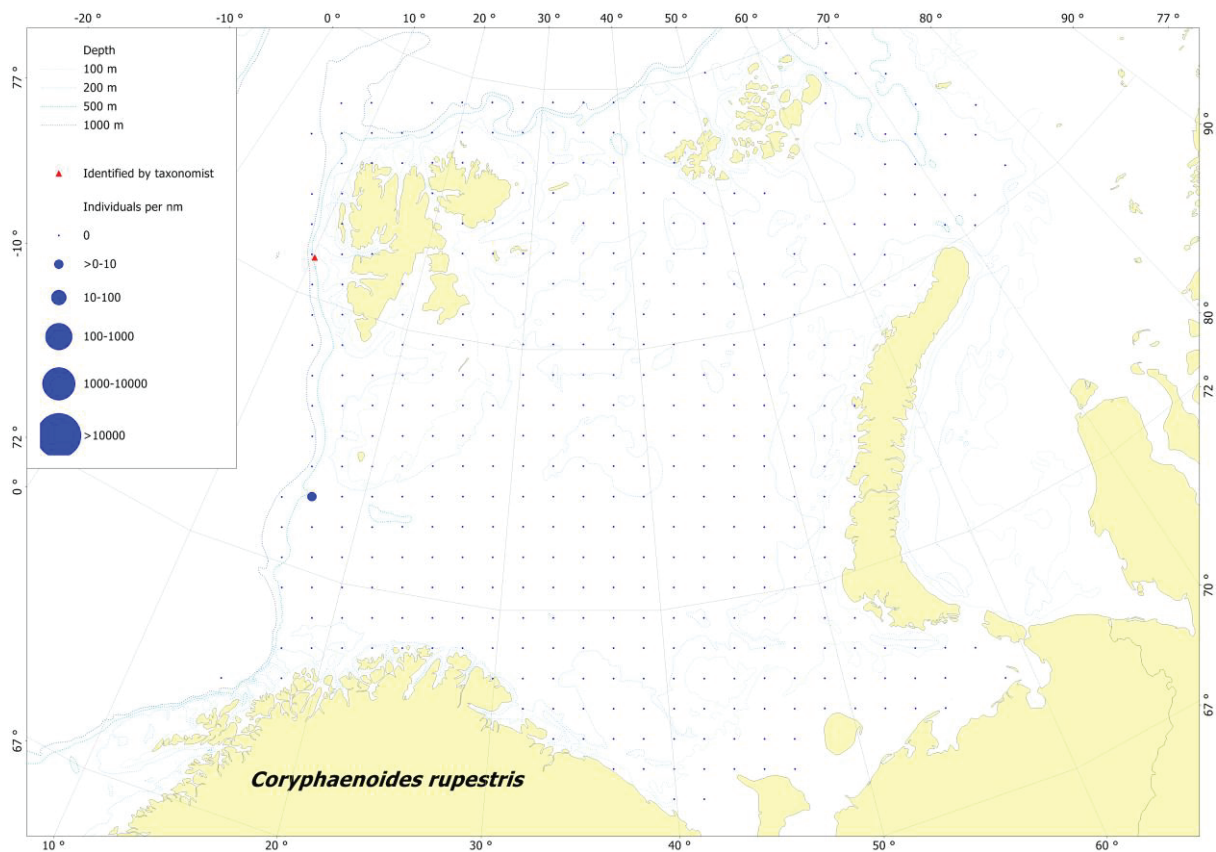 -20 ° -10 ° 0 ° 10 ° 20 ° 30 ° 40 ° 50 ° 60 ° 70 ° 80 ° 90 ° 77 °
Depth
100 m
200 m
500 m
1000 m
Identified by taxonomist
Individuals per nm
0
>0-10
10-100
100-1000
1000-10000
>10000
77 °
-10 °
72 °
0 °
67 °
90 °
80 °
72 °
70 °
67 °
Coryphaenoides rupestris
10 ° 20 ° 30 ° 40 ° 50 ° 60 °